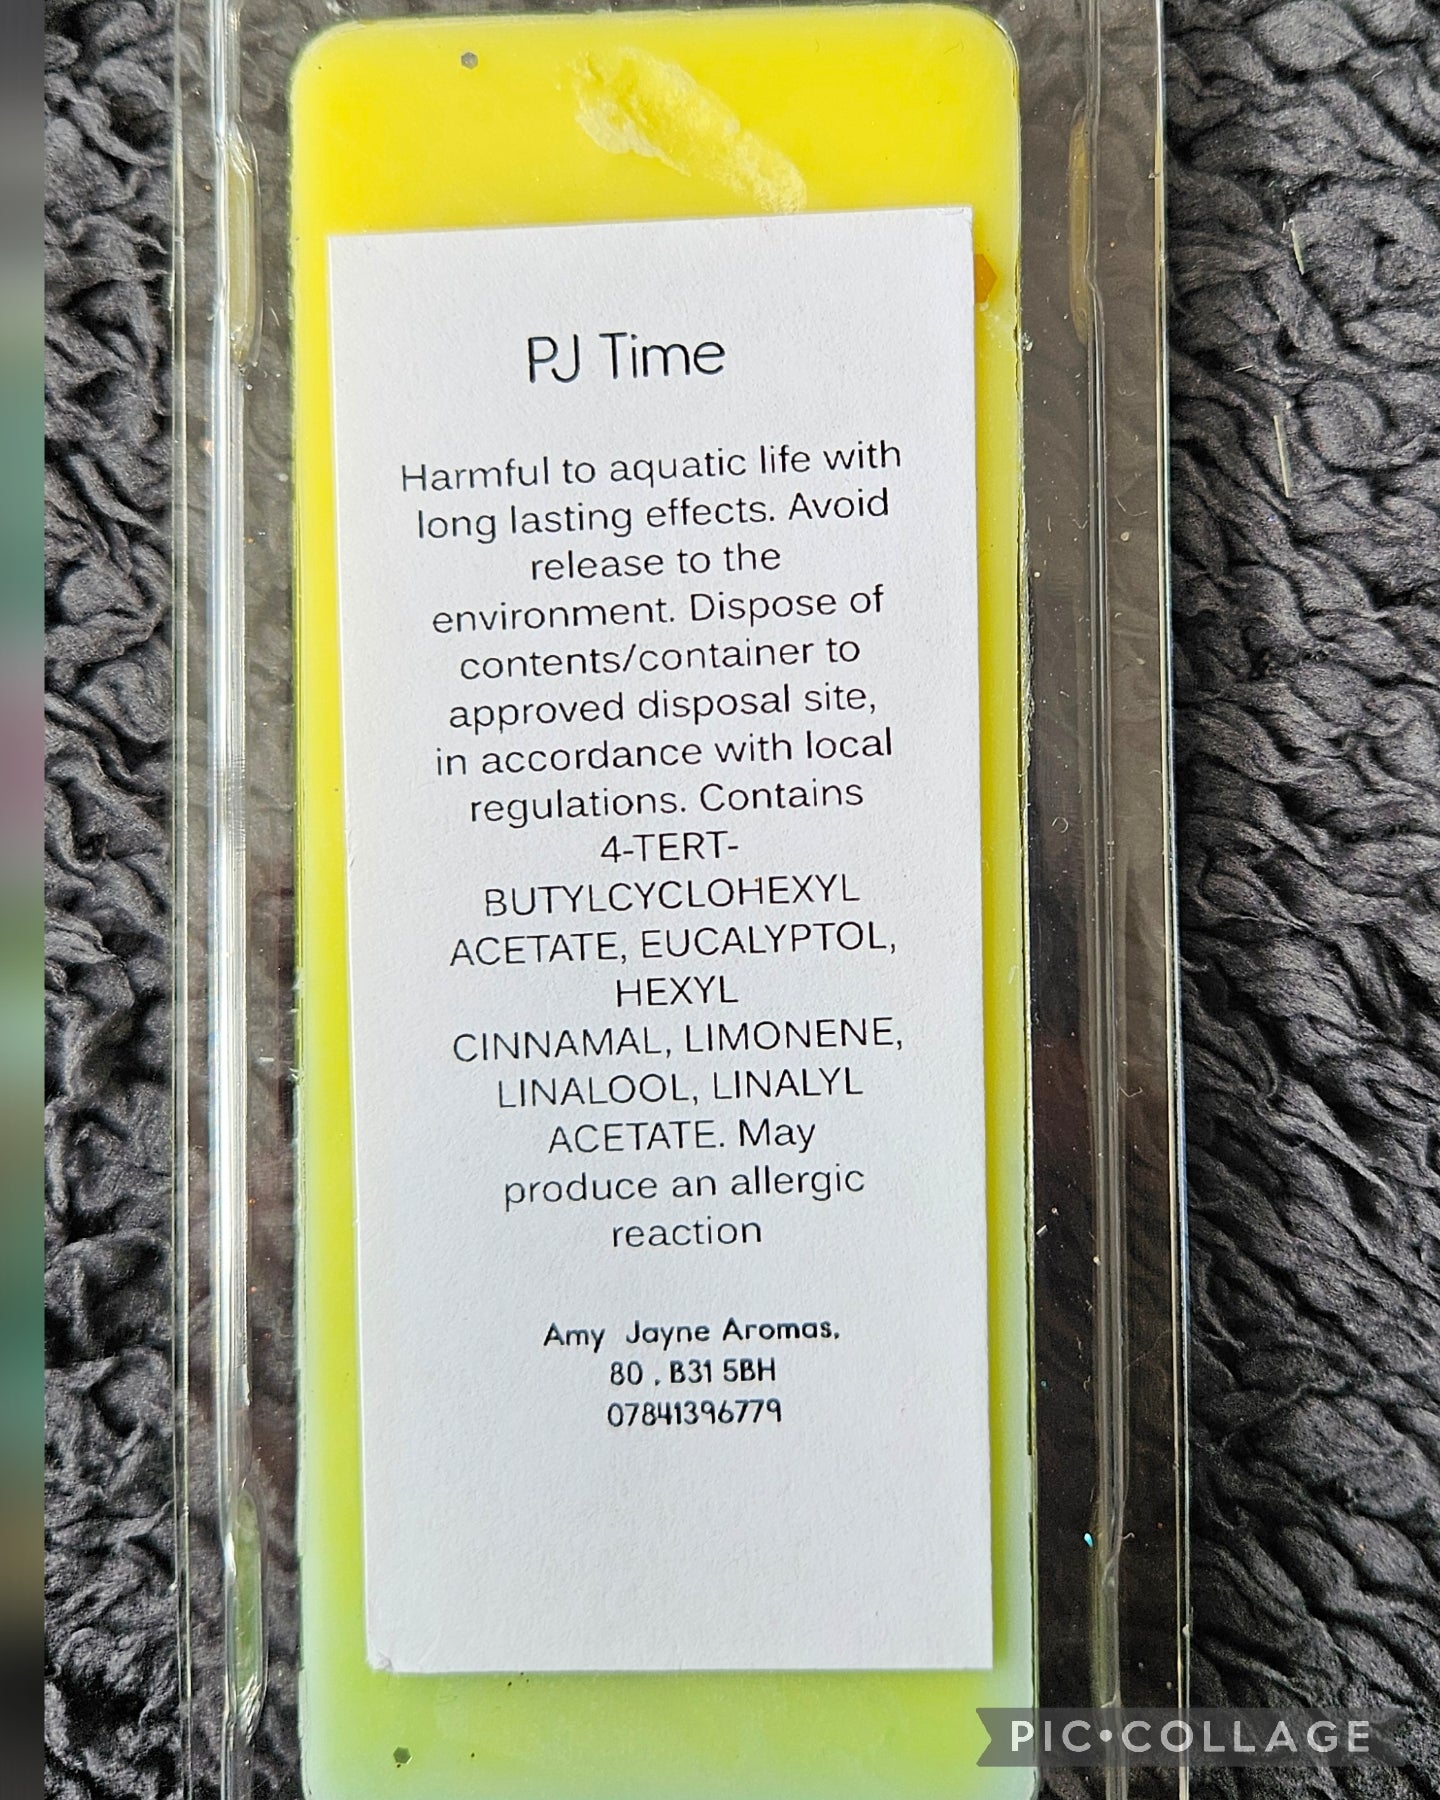 PJ Time
Harmful to aquatic life with
long lasting effects. Avoid
release to the
environment. Dispose of
contents/container to
approved disposal site,
in accordance with local
regulations. Contains
4-TERT-
BUTYLCYCLOHEXYL
ACETATE, EUCALYPTOL,
HEXYL
CINNAMAL, LIMONENE,
LINALOOL, LINALYL
ACETATE. May
produce an allergic
reaction
Amy Jayne Aromas,
80 , B31 5BH
07841396779
PIC•COLLAGE